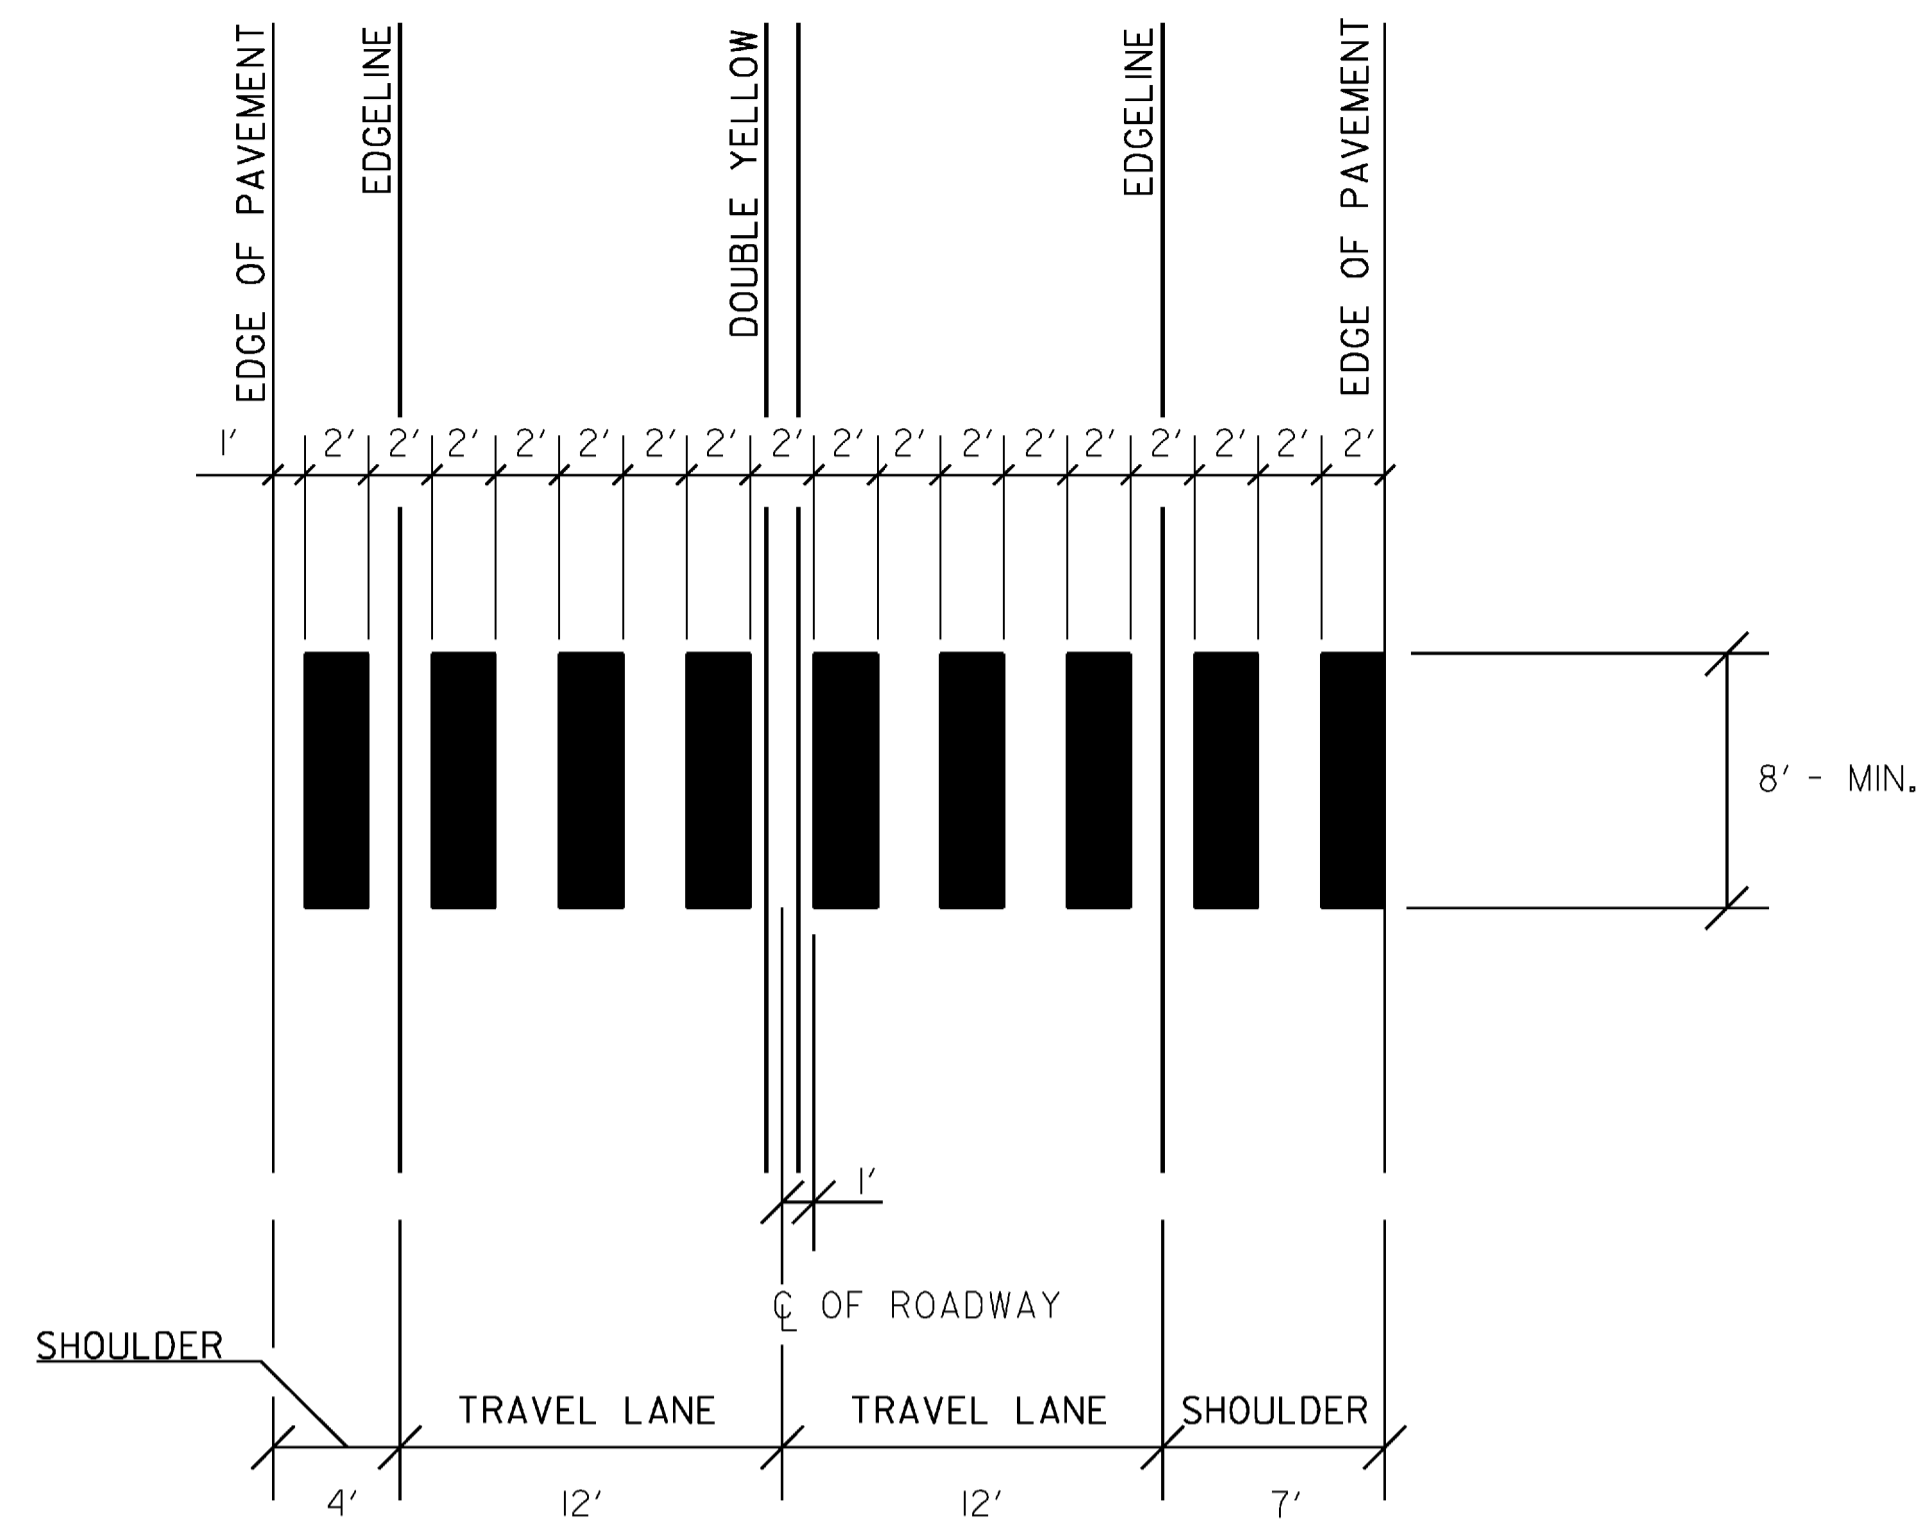 EDGE OF PAVEMENT
EDGELINE
DOUBLE YELLOW
EDGELINE
EDGE OF PAVEMENT
1' 2' 2' 2' 2' 2' 2' 2' 2' 2' 2' 2' 2' 2' 2' 2' 2' 2'
8' - MIN.
1'
℄ OF ROADWAY
SHOULDER
TRAVEL LANE TRAVEL LANE SHOULDER
4' 12' 12' 7'